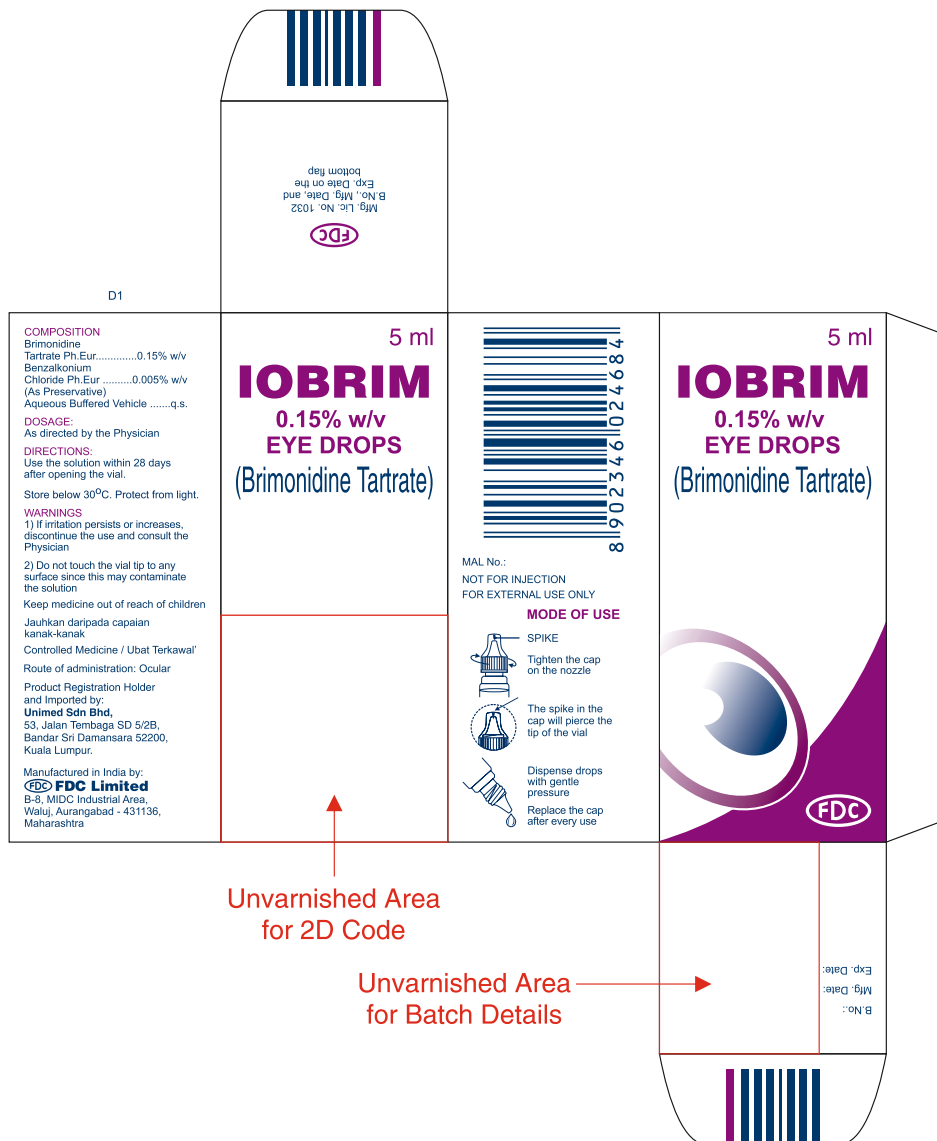 Mfg. Lic. No. 1032
B.No., Mfg. Date, and
Exp. Date on the
bottom flap
FDC
D1
COMPOSITION
Brimonidine
Tartrate Ph.Eur.............0.15% w/v
Benzalkonium
Chloride Ph.Eur ..........0.005% w/v
(As Preservative)
Aqueous Buffered Vehicle .......q.s.
DOSAGE:
As directed by the Physician
DIRECTIONS:
Use the solution within 28 days
after opening the vial.
Store below 30°C. Protect from light.
WARNINGS
1) If irritation persists or increases,
discontinue the use and consult the
Physician
2) Do not touch the vial tip to any
surface since this may contaminate
the solution
Keep medicine out of reach of children
Jauhkan daripada capaian
kanak-kanak
Controlled Medicine / Ubat Terkawal'
Route of administration: Ocular
Product Registration Holder
and Imported by:
Unimed Sdn Bhd,
53, Jalan Tembaga SD 5/2B,
Bandar Sri Damansara 52200,
Kuala Lumpur.
Manufactured in India by:
FDC FDC Limited
B-8, MIDC Industrial Area,
Waluj, Aurangabad - 431136,
Maharashtra
5 ml
IOBRIM
0.15% w/v
EYE DROPS
(Brimonidine Tartrate)
Unvarnished Area
for 2D Code
8902346024684
MAL No.:
NOT FOR INJECTION
FOR EXTERNAL USE ONLY
MODE OF USE
SPIKE
Tighten the cap
on the nozzle
The spike in the
cap will pierce the
tip of the vial
Dispense drops
with gentle
pressure
Replace the cap
after every use
5 ml
IOBRIM
0.15% w/v
EYE DROPS
(Brimonidine Tartrate)
FDC
Unvarnished Area
for Batch Details
B.No.:
Mfg. Date:
Exp. Date: